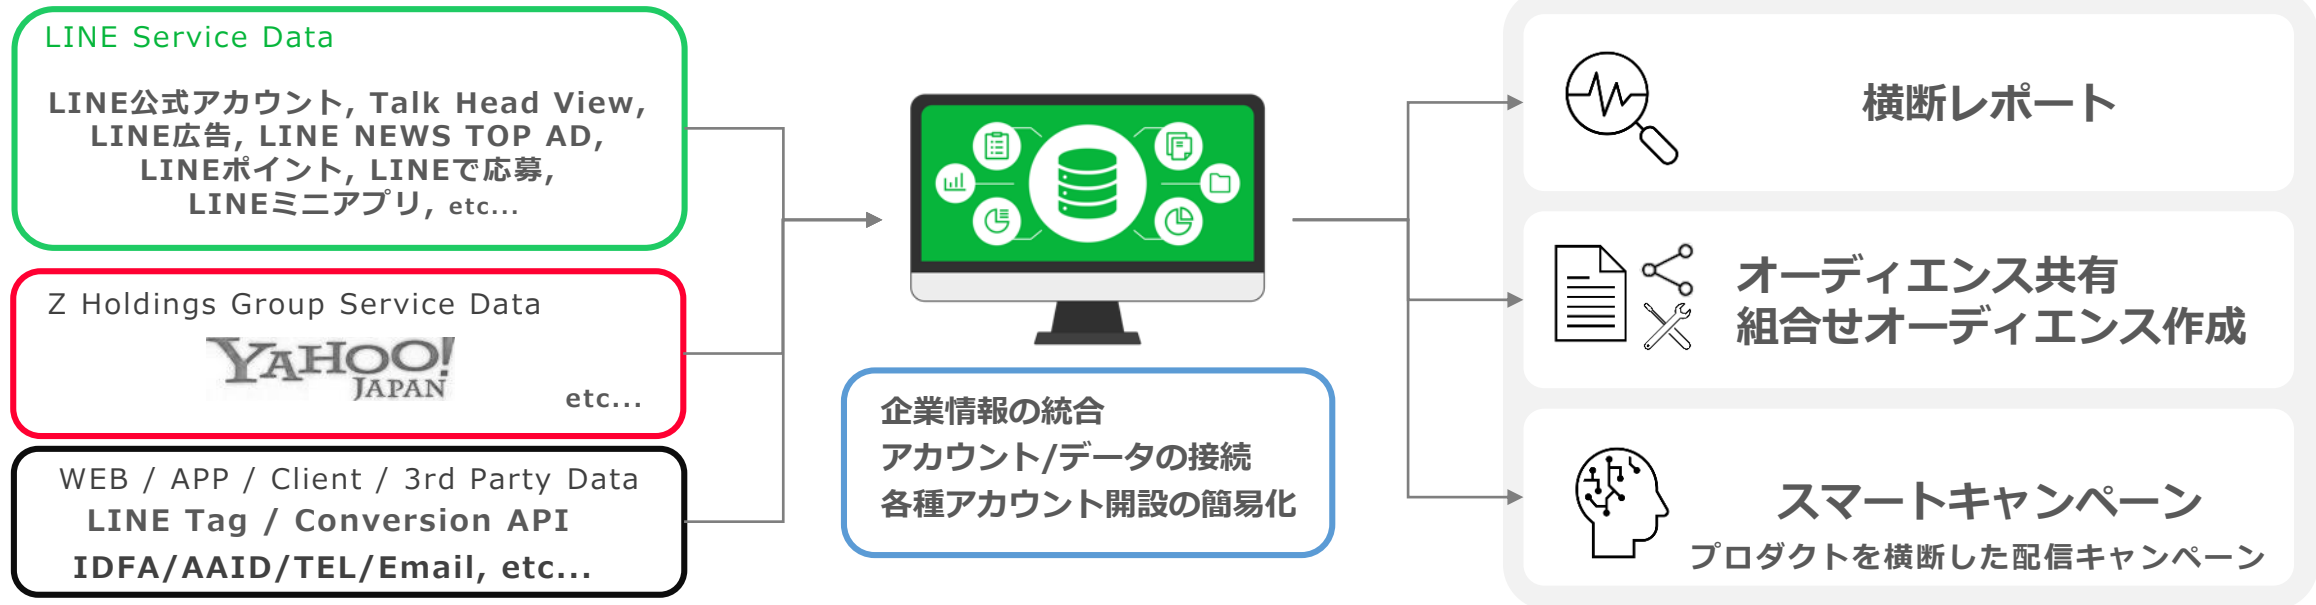 LINE Service Data
LINE公式アカウント, Talk Head View,
LINE広告, LINE NEWS TOP AD,
LINEポイント, LINEで応募,
LINEミニアプリ, etc...
Z Holdings Group Service Data
YAHOO!
JAPAN
etc...
WEB / APP / Client / 3rd Party Data
LINE Tag / Conversion API
IDFA/AAID/TEL/Email, etc...
企業情報の統合
アカウント/データの接続
各種アカウント開設の簡易化
横断レポート
オーディエンス共有
組合せオーディエンス作成
スマートキャンペーン
プロダクトを横断した配信キャンペーン